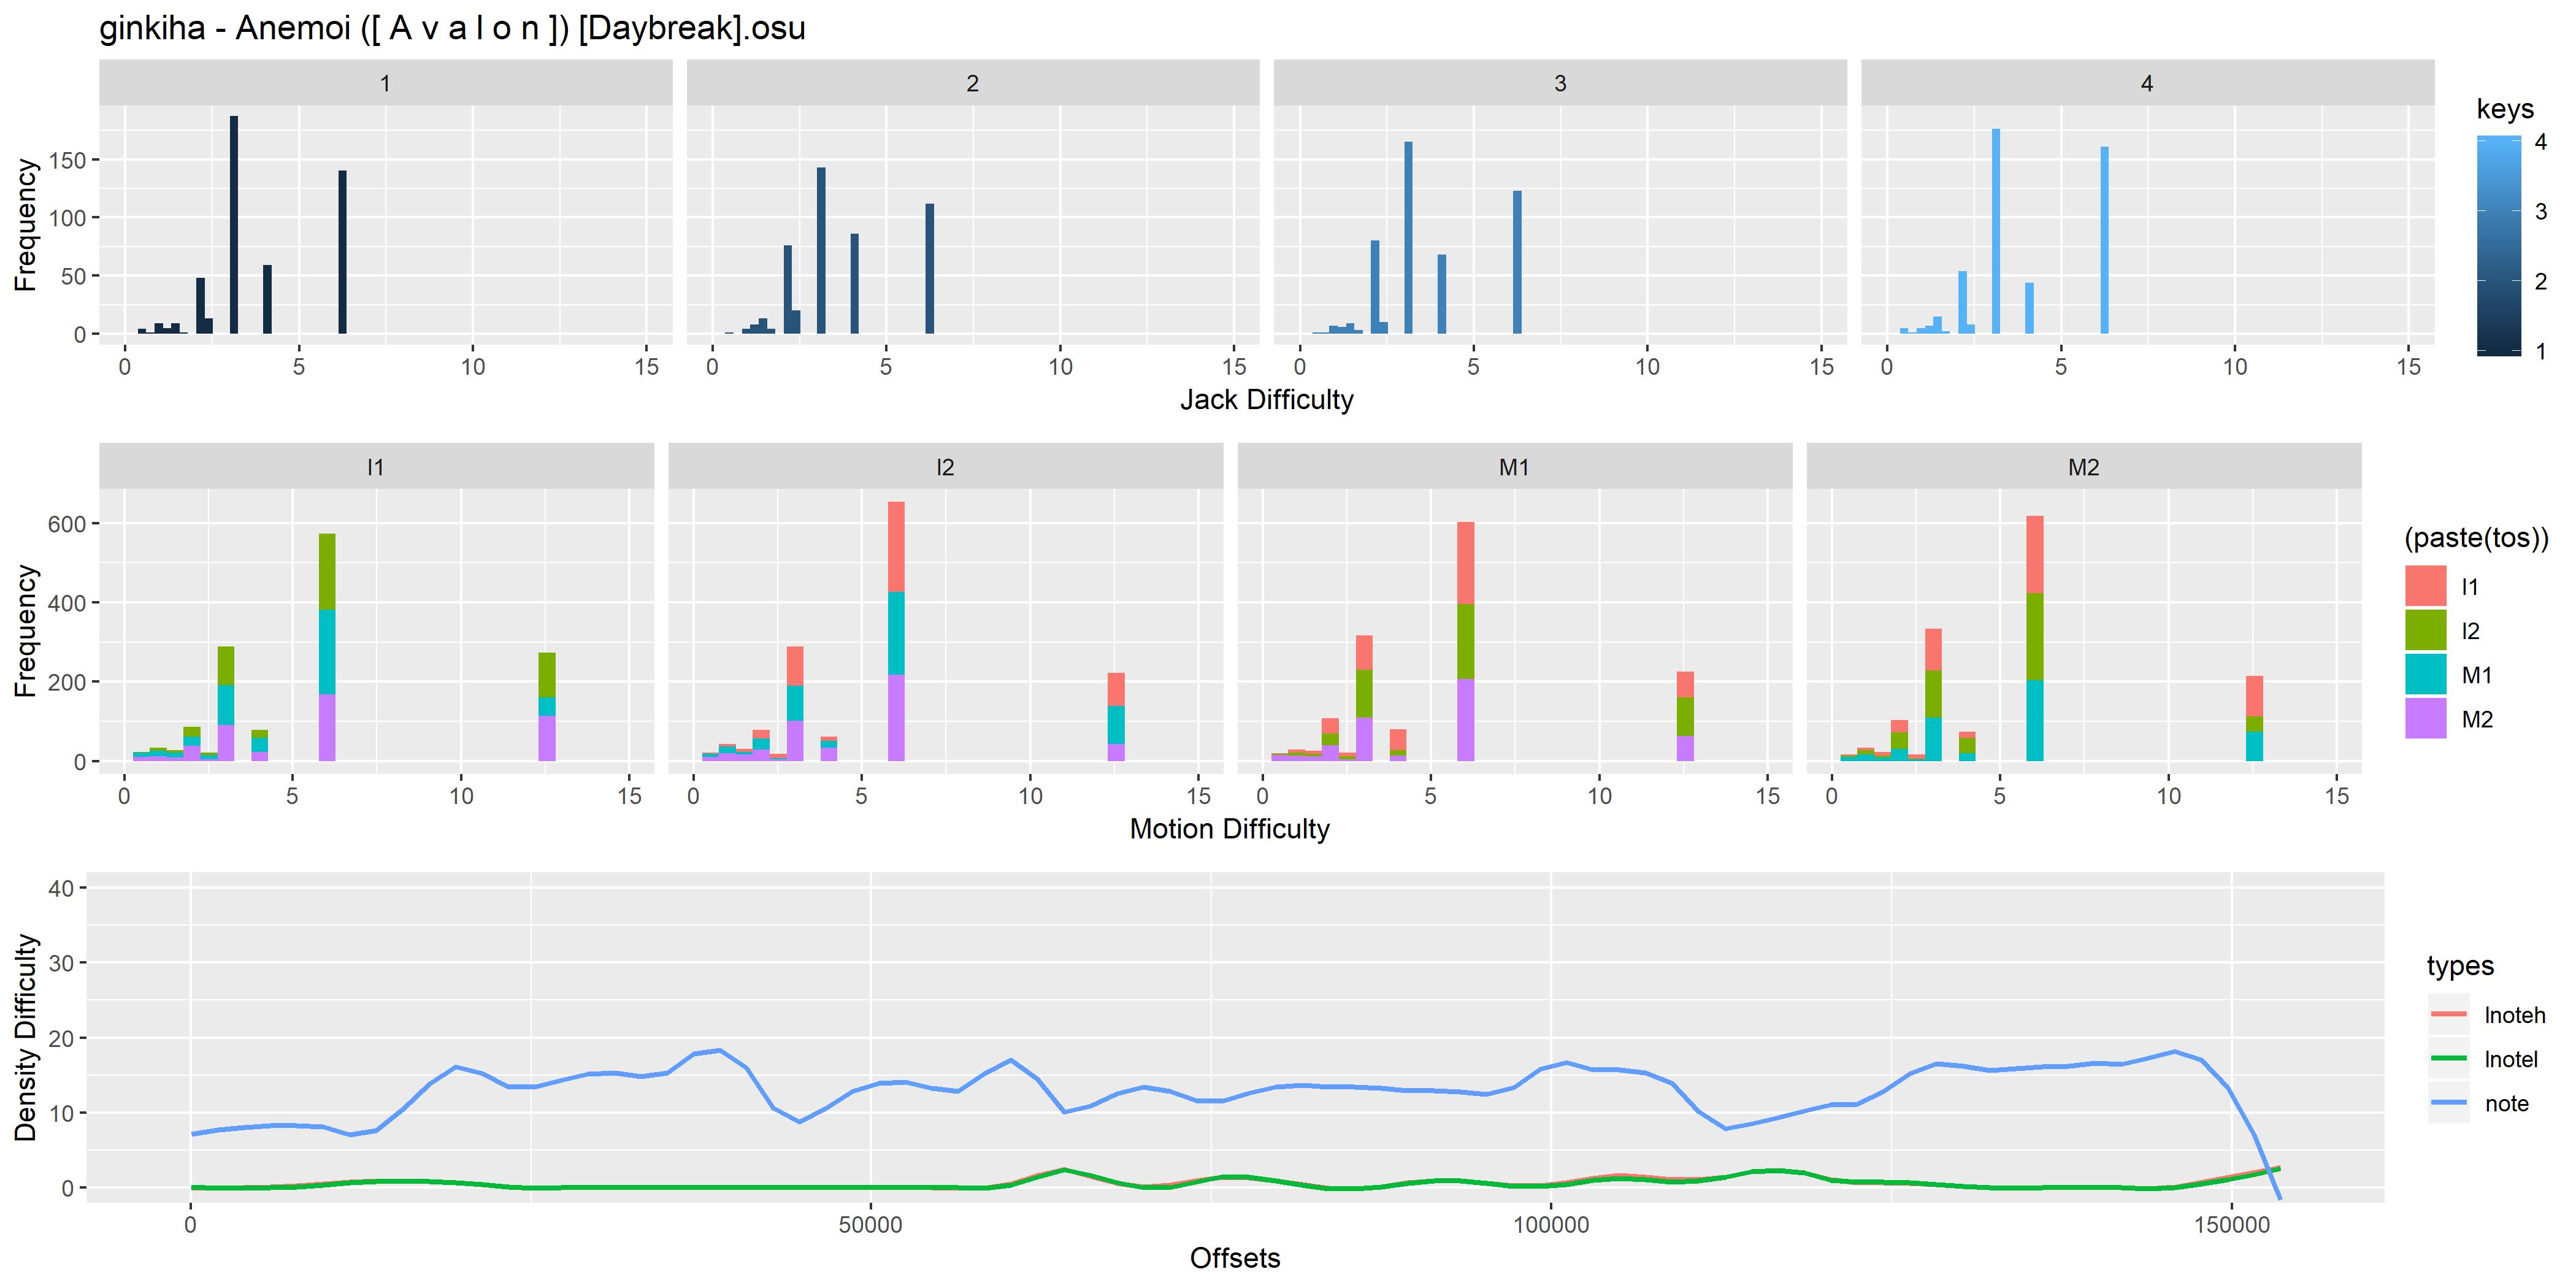 ginkiha - Anemoi ([ A v a l o n ]) [Daybreak].osu
1 2 3 4
Frequency
150
100
50
0
0 5 10 15 0 5 10 15 0 5 10 15 0 5 10 15
Jack Difficulty
keys
4
3
2
1
I1 I2 M1 M2
Frequency
600
400
200
0
0 5 10 15 0 5 10 15 0 5 10 15 0 5 10 15
Motion Difficulty
(paste(tos))
I1
I2
M1
M2
Density Difficulty
40
30
20
10
0
0 50000 100000 150000
Offsets
types
lnoteh
lnotel
note